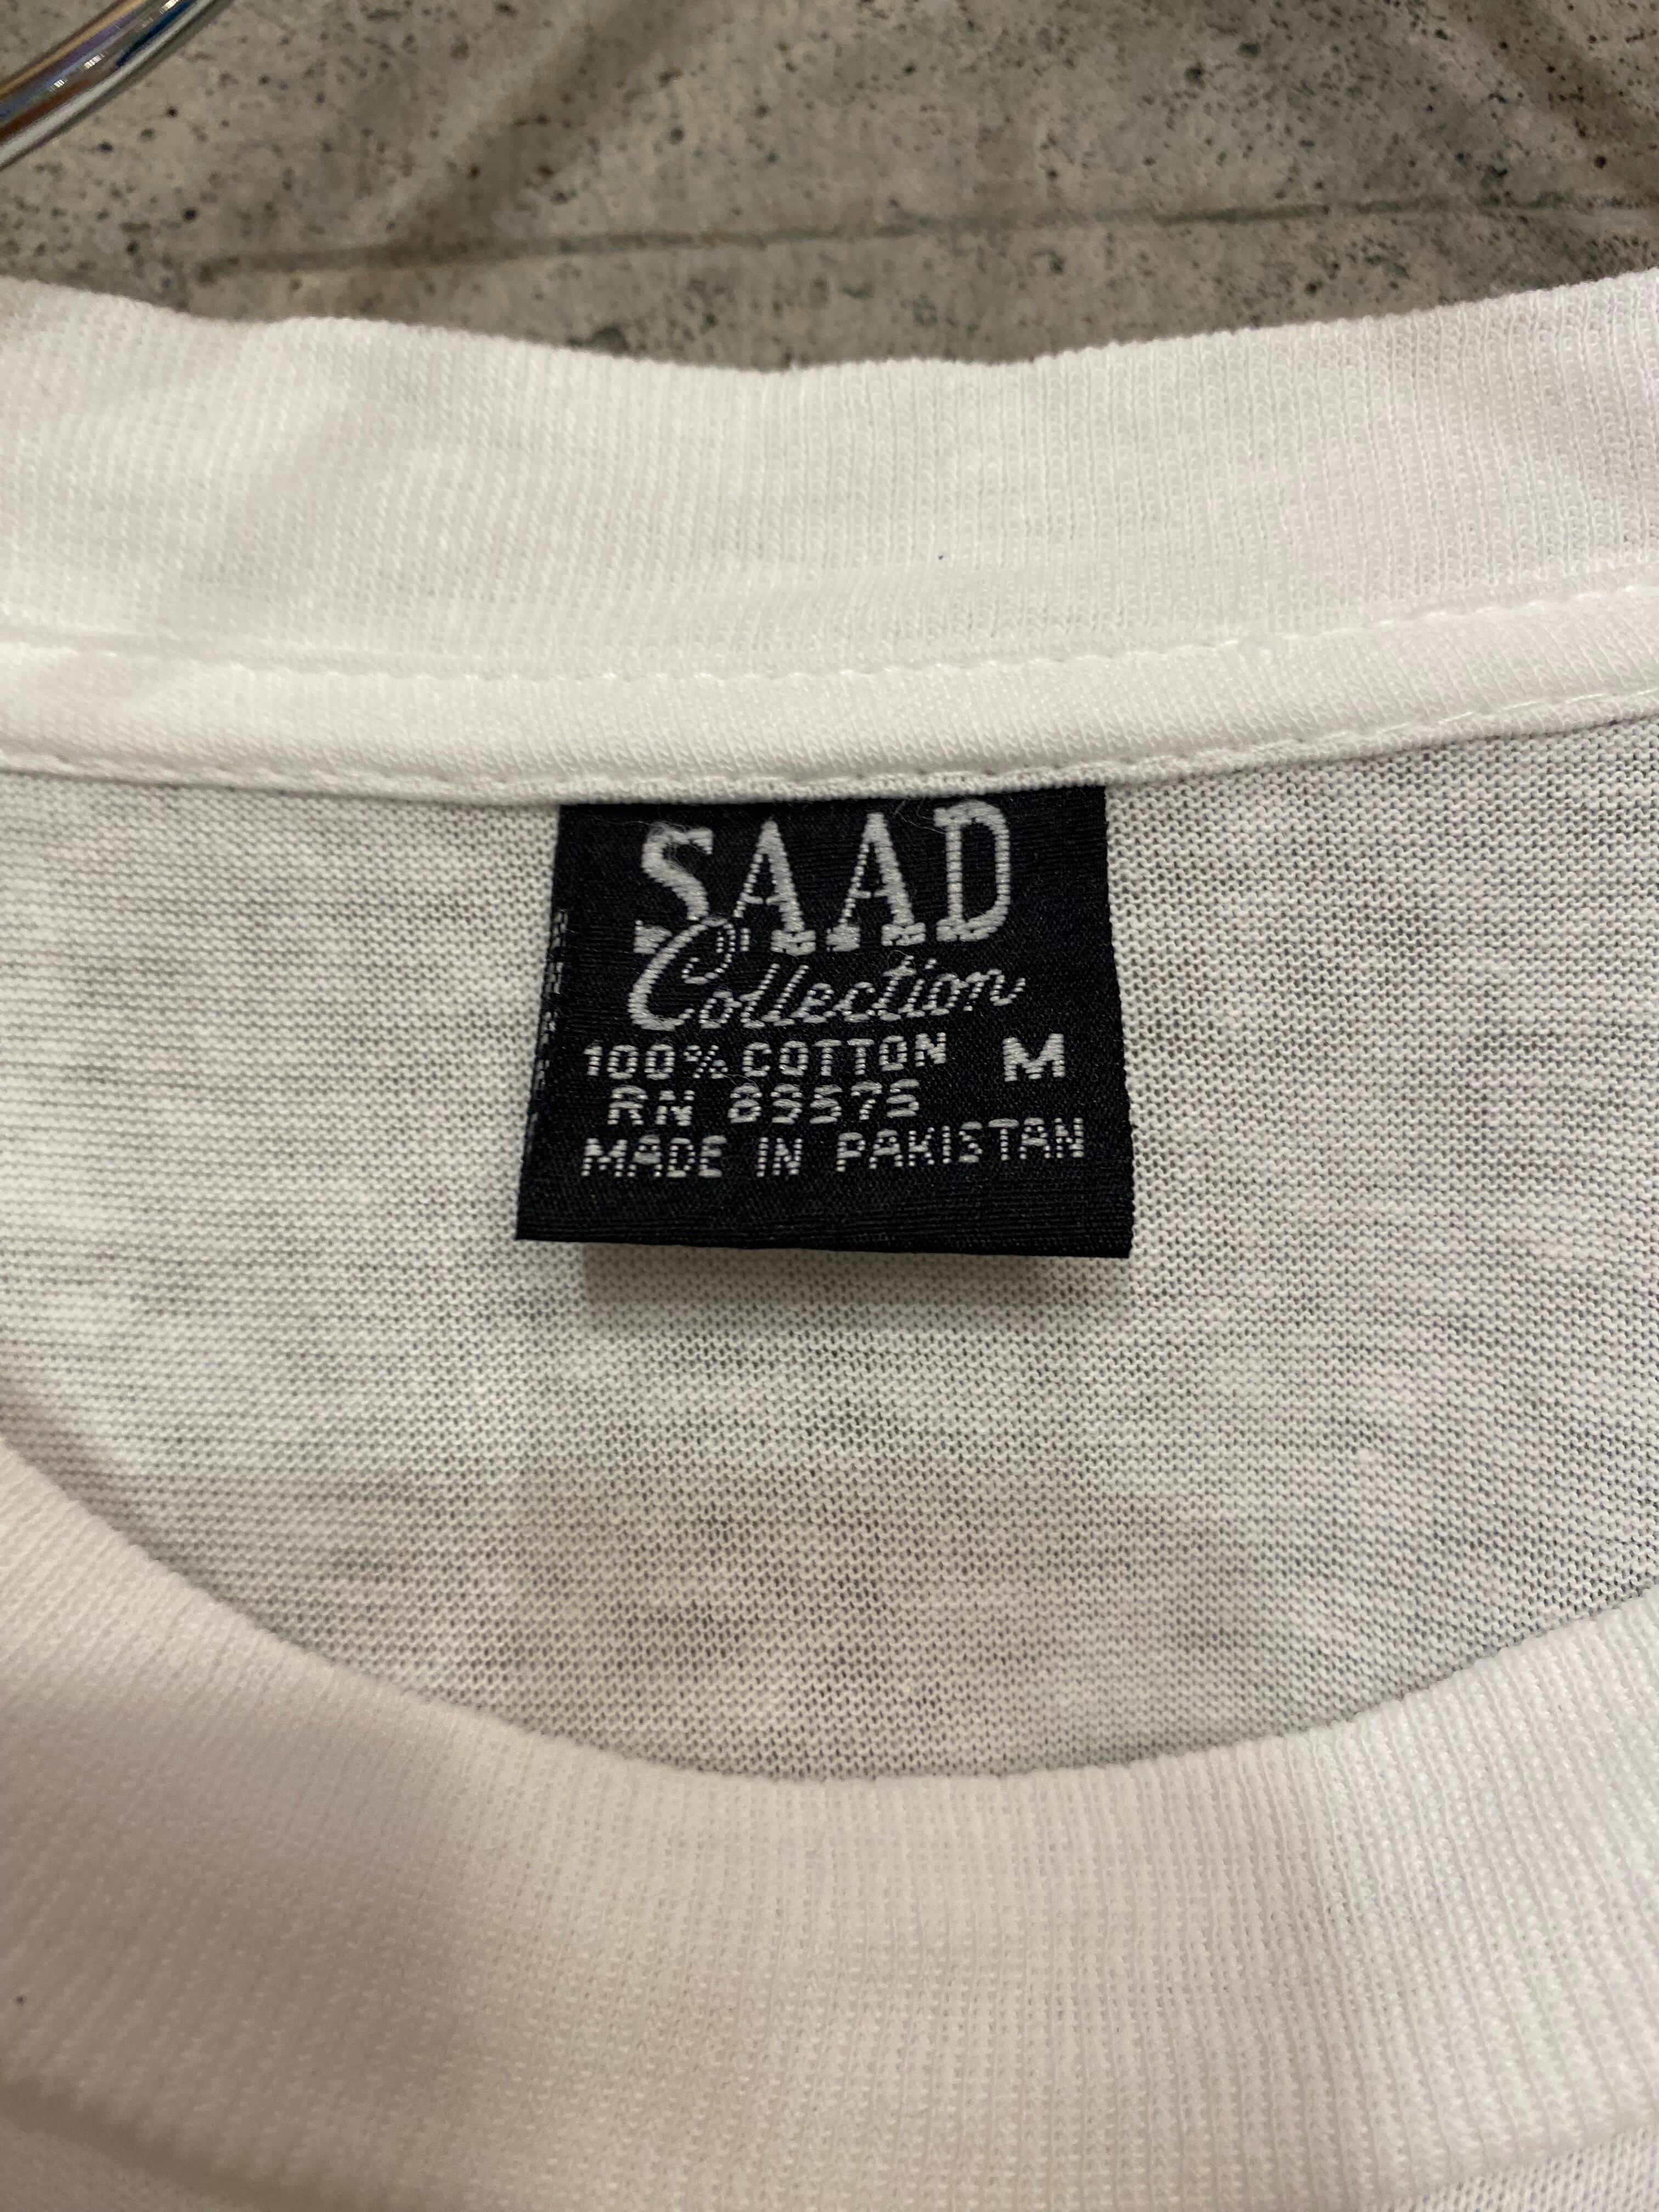 SAAD
Collection
100% COTTON M
RN 89575
MADE IN PAKISTAN